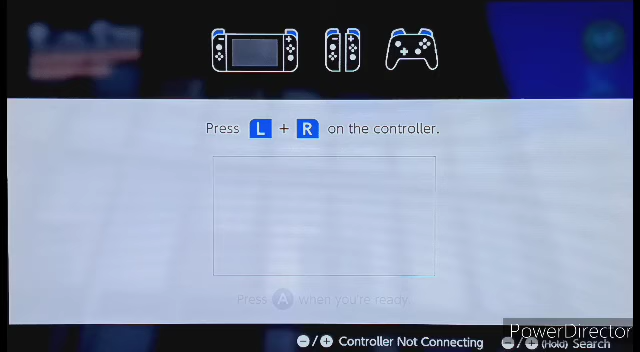 Press L + R on the controller.
Press A when you're ready.
−/+ Controller Not Connecting −/+ (Hold) Search
PowerDirector